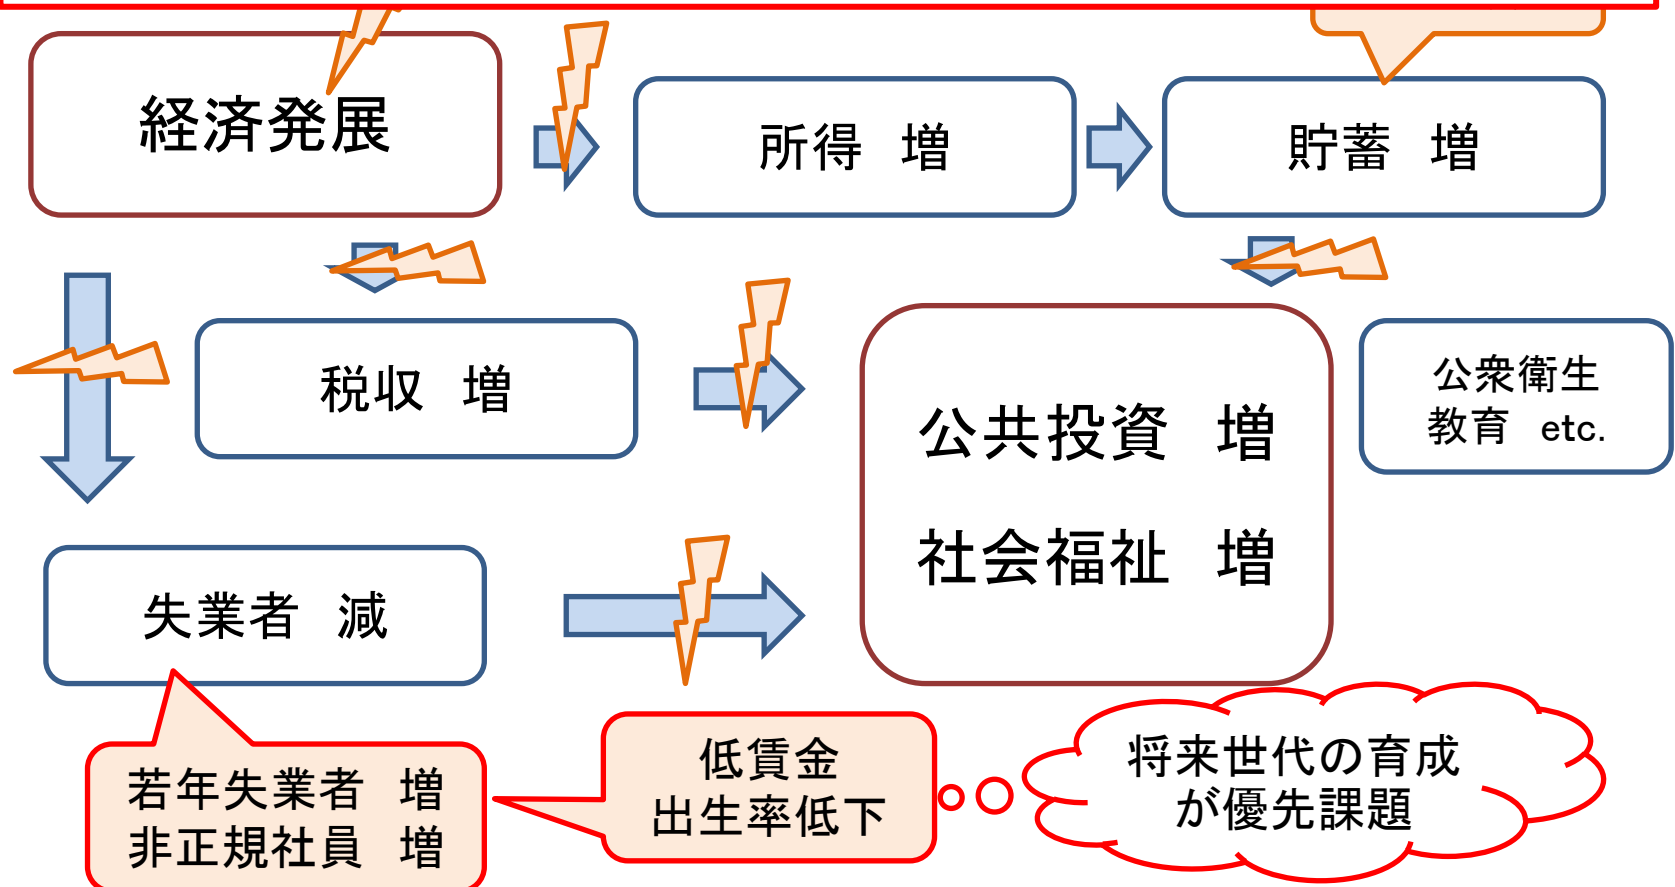 経済発展
所得　増
貯蓄　増
税収　増
公共投資　増
社会福祉　増
公衆衛生
教育　etc.
失業者　減
若年失業者　増
非正規社員　増
低賃金
出生率低下
将来世代の育成
が優先課題